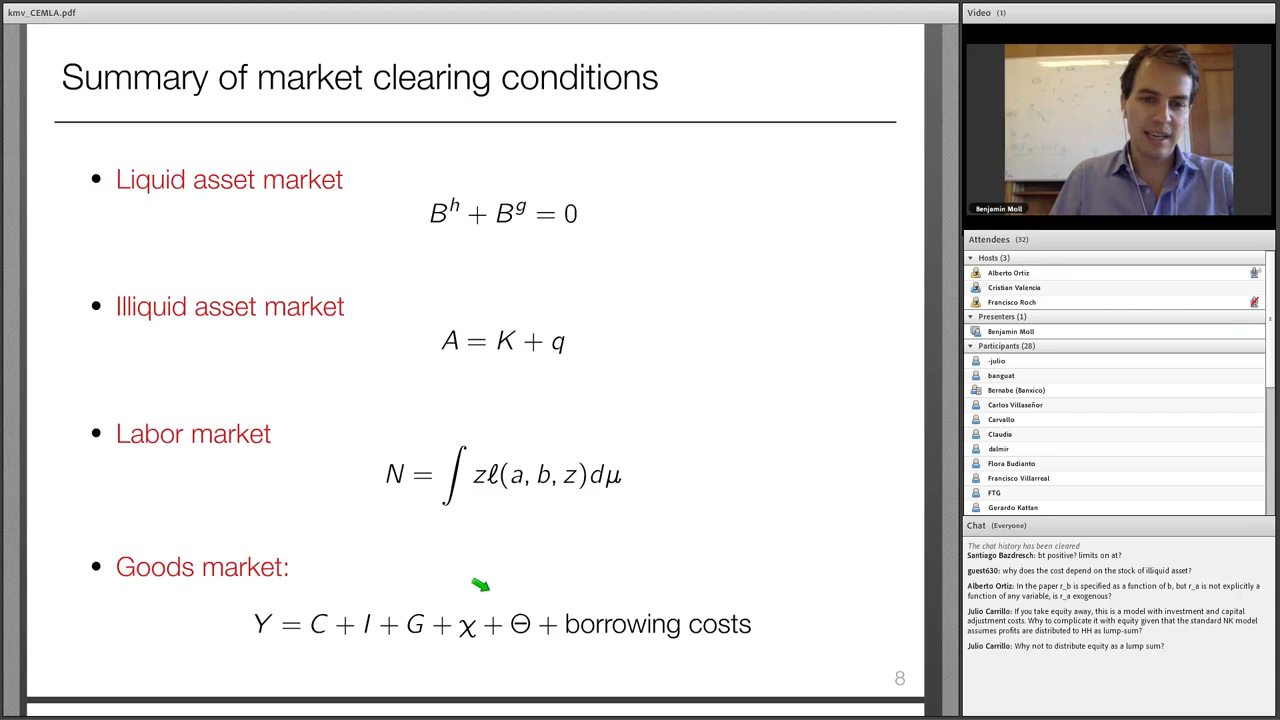 kmv_CEMLA.pdf
Summary of market clearing conditions
• Liquid asset market
B^h + B^g = 0
• Illiquid asset market
A = K + q
• Labor market
N = ∫ zℓ(a, b, z)dμ
• Goods market:
Y = C + I + G + χ + Θ + borrowing costs
8
Video (1)
Benjamin Moll
Attendees (32)
Hosts (3)
Alberto Ortiz
Cristian Valencia
Francisco Roch
Presenters (1)
Benjamin Moll
Participants (28)
-julio
banguat
Bernabe (Banxico)
Carlos Villaseñor
Carvallo
Claudia
dalmir
Flora Budianto
Francisco Villarreal
FTG
Gerardo Kattan
Chat (Everyone)
The chat history has been cleared
Santiago Bazdresch: bt positive? limits on at?
guest630: why does the cost depend on the stock of illiquid asset?
Alberto Ortiz: In the paper r_b is specified as a function of b, but r_a is not explicitly a
function of any variable, is r_a exogenous?
Julio Carrillo: If you take equity away, this is a model with investment and capital
adjustment costs. Why to complicate it with equity given that the standard NK model
assumes profits are distributed to HH as lump-sum?
Julio Carrillo: Why not to distribute equity as a lump sum?